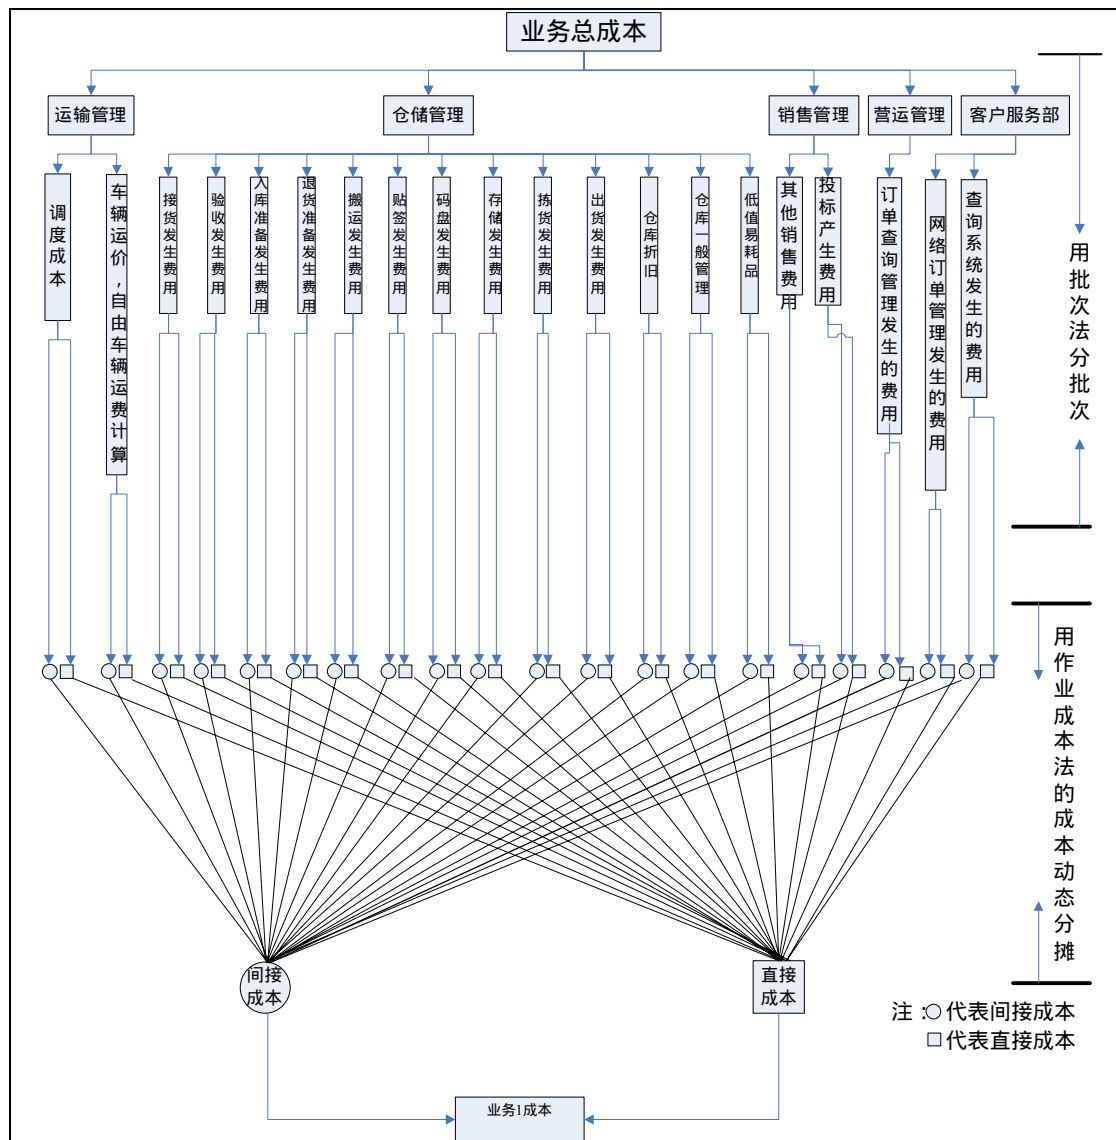 业务总成本
运输管理
仓储管理
销售管理
营运管理
客户服务部
调度成本
车辆运价,自由车辆运费计算
接货发生费用
验收发生费用
入库准备发生费用
退货准备发生费用
搬运发生费用
贴签发生费用
码盘发生费用
存储发生费用
拣货发生费用
出货发生费用
仓库折旧
仓库一般管理
低值易耗品
其他销售费用
投标产生费用
订单查询管理发生的费用
网络订单管理发生的费用
查询系统发生的费用
用批次法分批次
用作业成本法的成本动态分摊
间接
成本
直接
成本
注:代表间接成本
代表直接成本
业务1成本